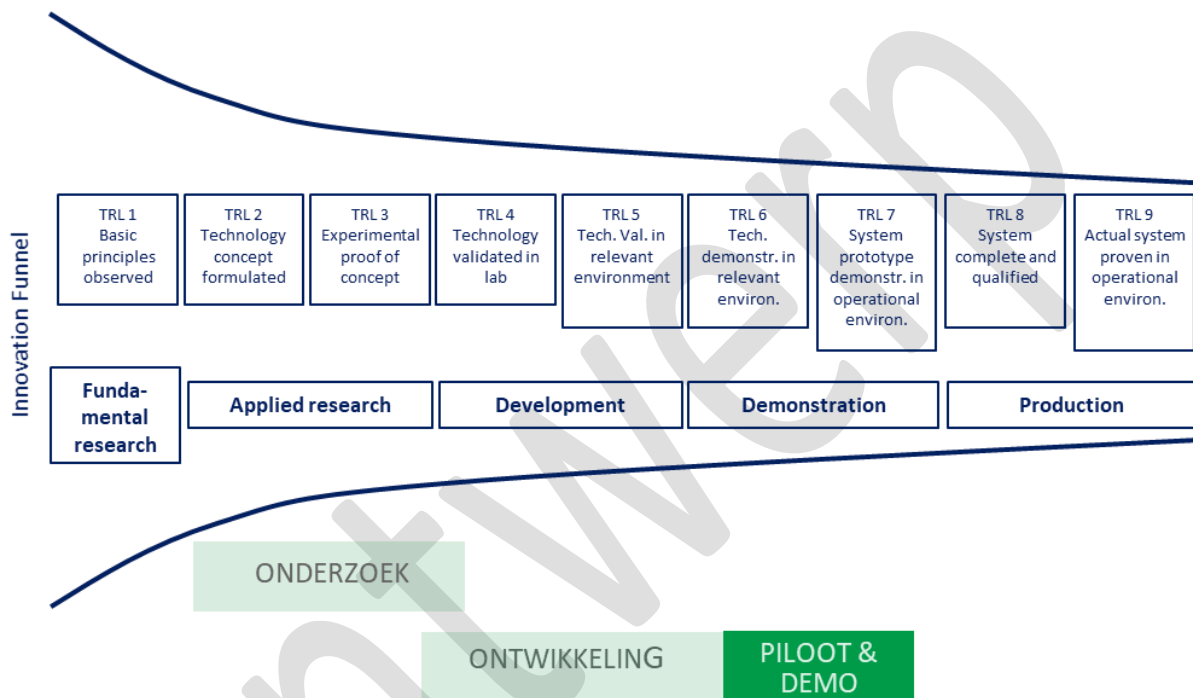 Innovation Funnel
TRL 1
Basic
principles
observed
TRL 2
Technology
concept
formulated
TRL 3
Experimental
proof of
concept
TRL 4
Technology
validated in
lab
TRL 5
Tech. Val. in
relevant
environment
TRL 6
Tech.
demonstr. in
relevant
environ.
TRL 7
System
prototype
demonstr. in
operational
environ.
TRL 8
System
complete and
qualified
TRL 9
Actual system
proven in
operational
environ.
Funda-
mental
research
Applied research
Development
Demonstration
Production
ONDERZOEK
ONTWIKKELING
PILOOT &
DEMO
ntwerp